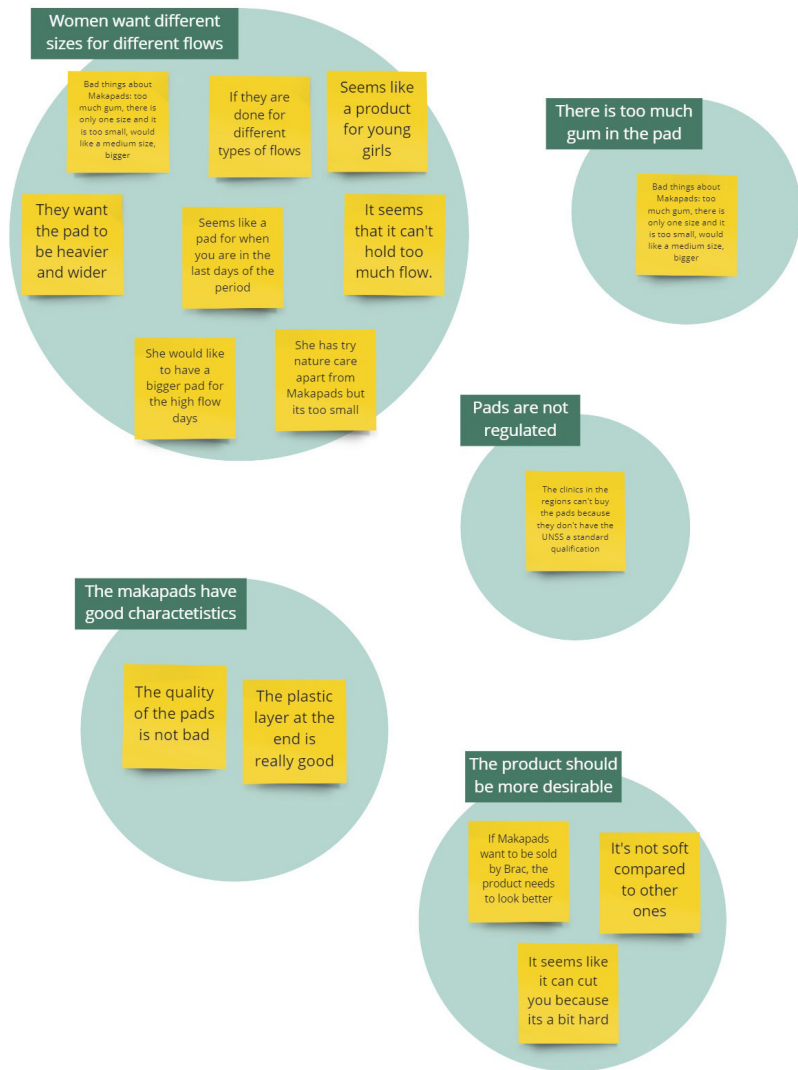 Women want different
sizes for different flows
Bad things about
Makapads: too
much gum, there is
only one size and it
is too small, would
like a medium size,
bigger
If they are
done for
different
types of flows
Seems like
a product
for young
girls
They want
the pad to
be heavier
and wider
Seems like a
pad for when
you are in the
last days of the
period
It seems
that it can't
hold too
much flow.
She would like
to have a
bigger pad for
the high flow
days
She has try
nature care
apart from
Makapads but
its too small
There is too much
gum in the pad
Bad things about
Makapads: too
much gum, there is
only one size and it
is too small, would
like a medium size,
bigger
Pads are not
regulated
The clinics in the
regions can't buy
the pads because
they don't have the
UNSS a standard
qualification
The makapads have
good charactetistics
The quality
of the pads
is not bad
The plastic
layer at the
end is
really good
The product should
be more desirable
If Makapads
want to be sold
by Brac, the
product needs
to look better
It's not soft
compared
to other
ones
It seems like
it can cut
you because
its a bit hard